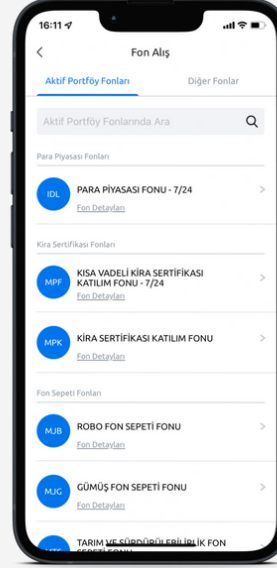 16:11
Fon Alış
Aktif Portföy Fonları
Diğer Fonlar
Aktif Portföy Fonlarında Ara
Para Piyasası Fonları
IDL
PARA PİYASASI FONU - 7/24
Fon Detayları
Kira Sertifikası Fonları
MPF
KISA VADELİ KİRA SERTİFİKASI
KATILIM FONU - 7/24
Fon Detayları
MPK
KİRA SERTİFİKASI KATILIM FONU
Fon Detayları
Fon Sepeti Fonları
MJB
ROBO FON SEPETİ FONU
Fon Detayları
MJG
GÜMÜŞ FON SEPETİ FONU
Fon Detayları
TARIM VE SÜRDÜRÜLEBİLİRLİK FON
SEPETİ FONU